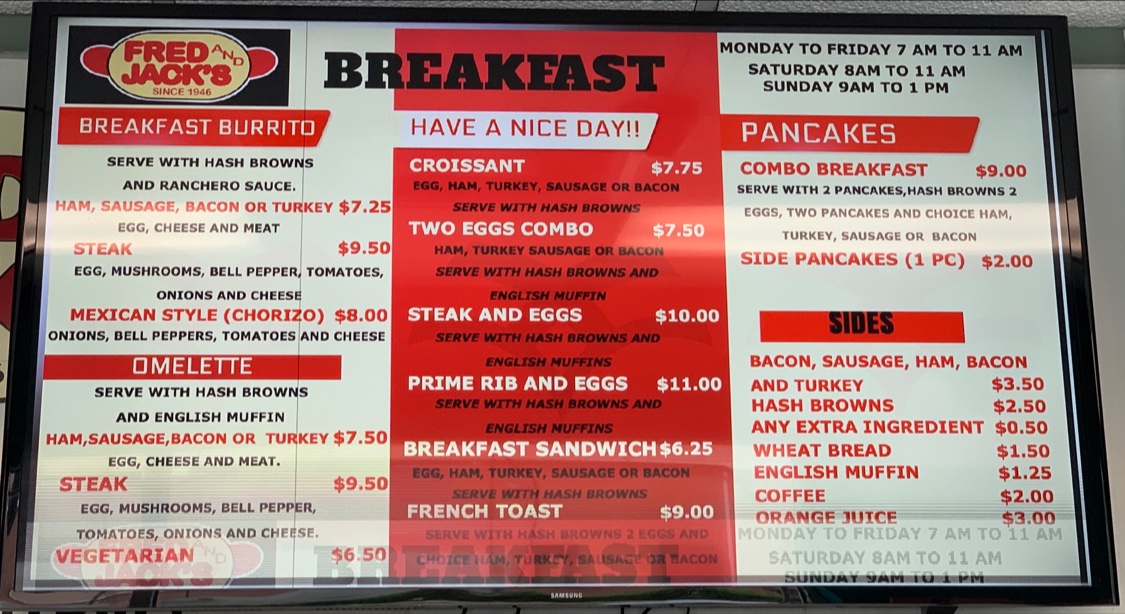 FRED AND
JACK'S
SINCE 1946
BREAKFAST
MONDAY TO FRIDAY 7 AM TO 11 AM
SATURDAY 8AM TO 11 AM
SUNDAY 9AM TO 1 PM
BREAKFAST BURRITO
SERVE WITH HASH BROWNS
AND RANCHERO SAUCE.
HAM, SAUSAGE, BACON OR TURKEY $7.25
EGG, CHEESE AND MEAT
STEAK $9.50
EGG, MUSHROOMS, BELL PEPPER, TOMATOES,
ONIONS AND CHEESE
MEXICAN STYLE (CHORIZO) $8.00
ONIONS, BELL PEPPERS, TOMATOES AND CHEESE
OMELETTE
SERVE WITH HASH BROWNS
AND ENGLISH MUFFIN
HAM,SAUSAGE,BACON OR TURKEY $7.50
EGG, CHEESE AND MEAT.
STEAK $9.50
EGG, MUSHROOMS, BELL PEPPER,
TOMATOES, ONIONS AND CHEESE.
VEGETARIAN $6.50
AND
JACK'S
HAVE A NICE DAY!!
CROISSANT $7.75
EGG, HAM, TURKEY, SAUSAGE OR BACON
SERVE WITH HASH BROWNS
TWO EGGS COMBO $7.50
HAM, TURKEY SAUSAGE OR BACON
SERVE WITH HASH BROWNS AND
ENGLISH MUFFIN
STEAK AND EGGS $10.00
SERVE WITH HASH BROWNS AND
ENGLISH MUFFINS
PRIME RIB AND EGGS $11.00
SERVE WITH HASH BROWNS AND
ENGLISH MUFFINS
BREAKFAST SANDWICH $6.25
EGG, HAM, TURKEY, SAUSAGE OR BACON
SERVE WITH HASH BROWNS
FRENCH TOAST $9.00
SERVE WITH HASH BROWNS 2 EGGS AND
CHOICE HAM, TURKEY, SAUSAGE OR BACON
BREAKFAST
PANCAKES
COMBO BREAKFAST $9.00
SERVE WITH 2 PANCAKES,HASH BROWNS 2
EGGS, TWO PANCAKES AND CHOICE HAM,
TURKEY, SAUSAGE OR BACON
SIDE PANCAKES (1 PC) $2.00
SIDES
BACON, SAUSAGE, HAM, BACON
AND TURKEY $3.50
HASH BROWNS $2.50
ANY EXTRA INGREDIENT $0.50
WHEAT BREAD $1.50
ENGLISH MUFFIN $1.25
COFFEE $2.00
ORANGE JUICE $3.00
MONDAY TO FRIDAY 7 AM TO 11 AM
SATURDAY 8AM TO 11 AM
SUNDAY 9AM TO 1 PM
SAMSUNG